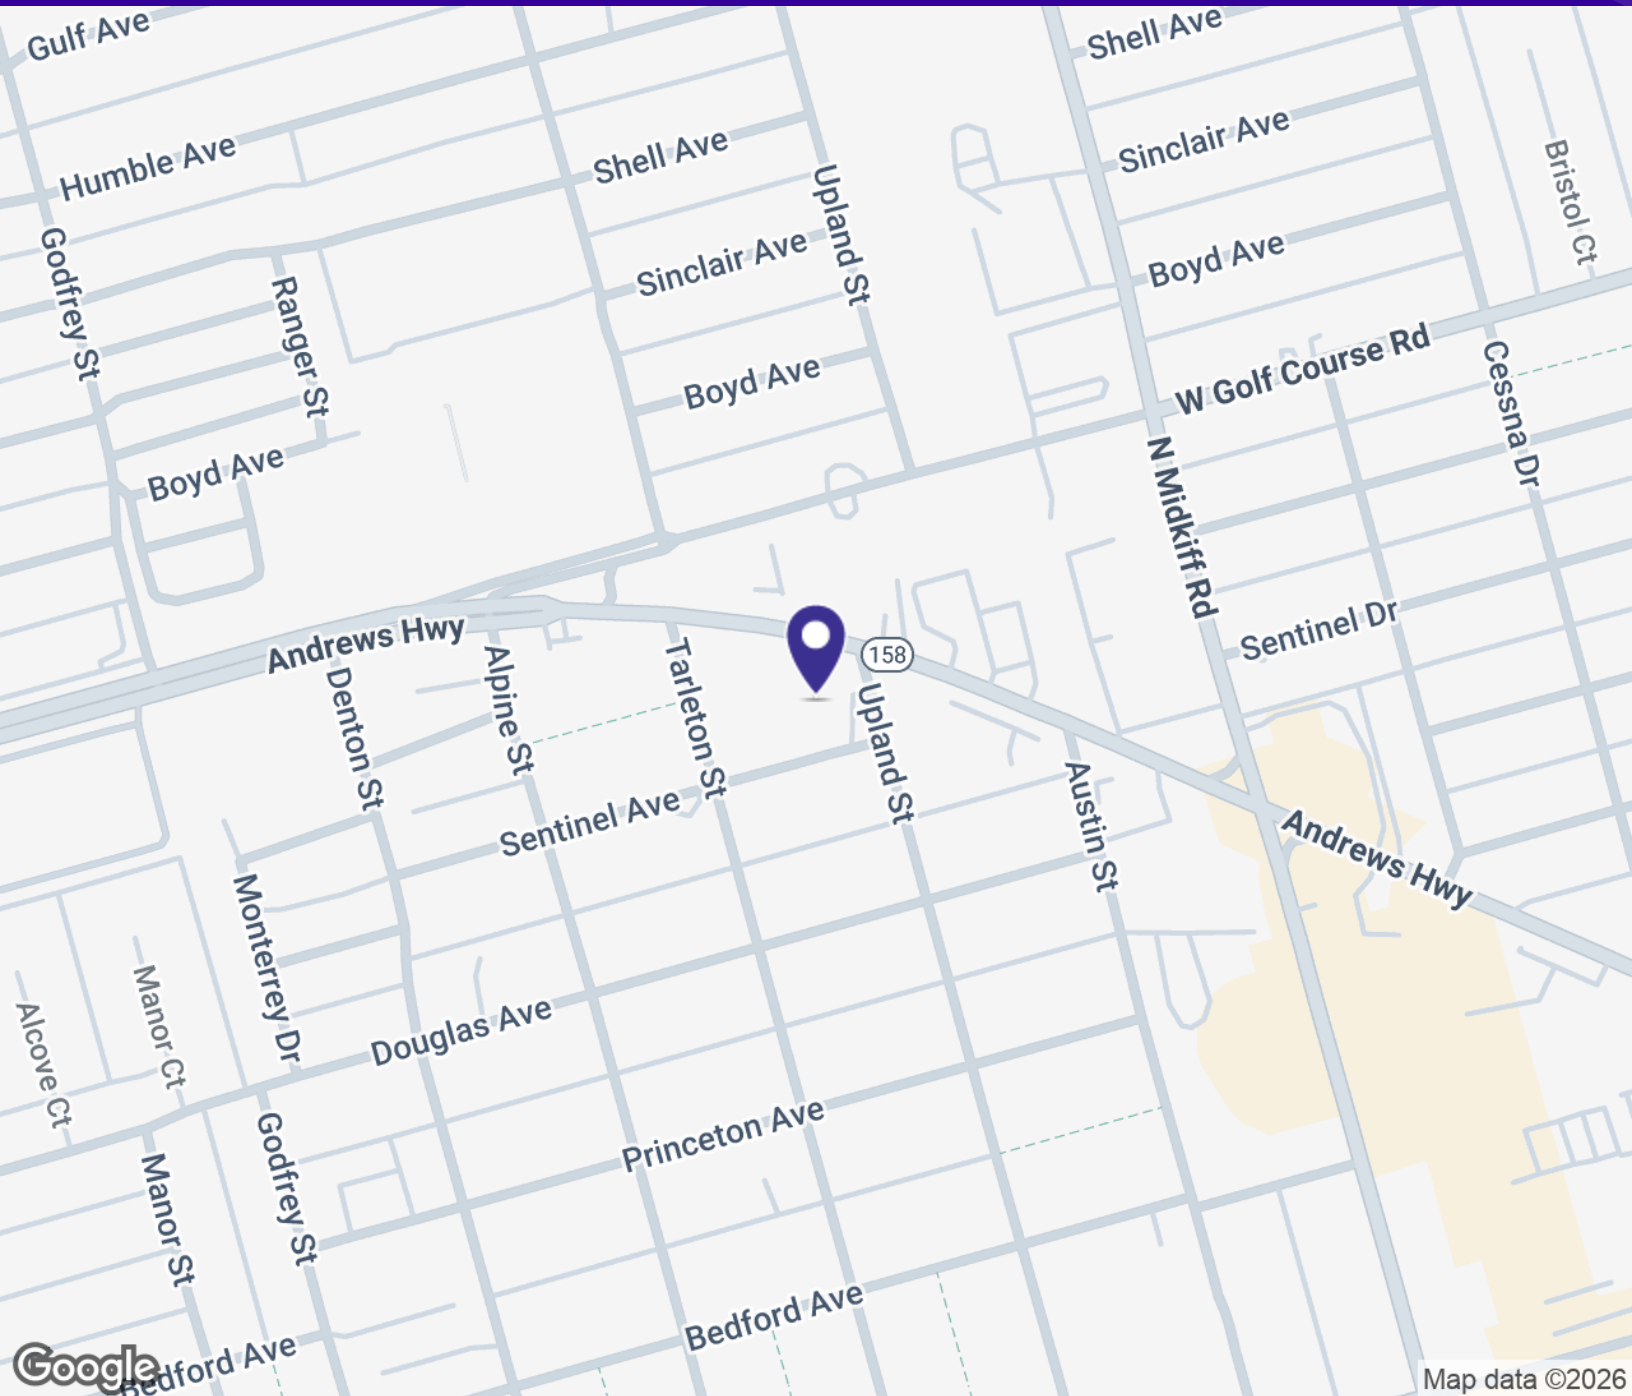 Gulf Ave
Shell Ave
Humble Ave
Shell Ave
Sinclair Ave
Bristol Ct
Upland St
Godfrey St
Sinclair Ave
Boyd Ave
Ranger St
Boyd Ave
W Golf Course Rd
Cessna Dr
Boyd Ave
N Midkiff Rd
Andrews Hwy
Sentinel Dr
158
Denton St
Alpine St
Tarleton St
Upland St
Sentinel Ave
Austin St
Andrews Hwy
Monterrey Dr
Manor Ct
Alcove Ct
Douglas Ave
Princeton Ave
Godfrey St
Manor St
Bedford Ave
Bedford Ave
Google
Map data ©2026